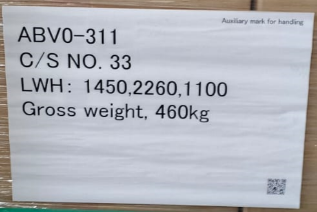 Auxiliary mark for handling
ABV0-311
C/S NO. 33
LWH: 1450,2260,1100
Gross weight, 460kg